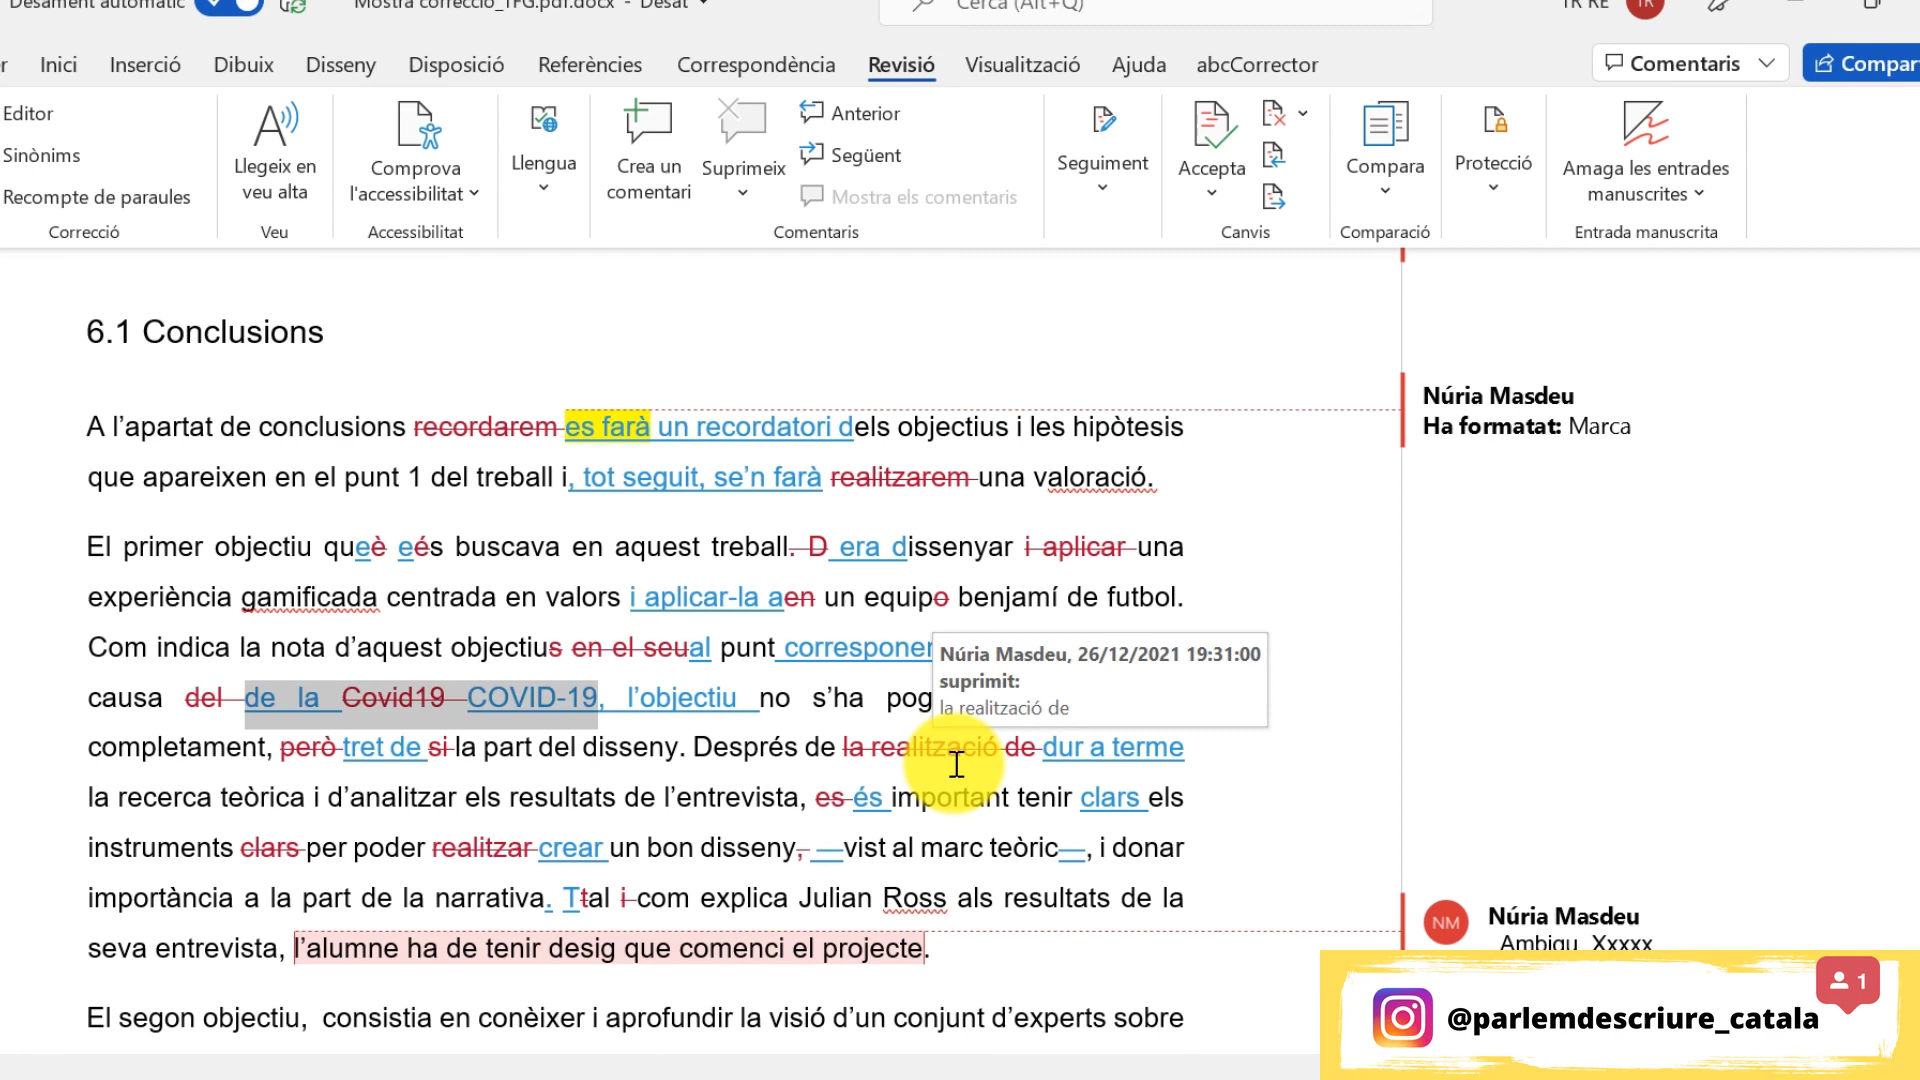 Desament automàtic Mostra correcció_TFG.pdf.docx - Desat Cerca (Alt+Q) TR RE TR
Inici Inserció Dibuix Disseny Disposició Referències Correspondència Revisió Visualització Ajuda abcCorrector Comentaris Compar
Editor
Sinònims
Recompte de paraules
Correcció
Llegeix en
veu alta
Veu
Comprova
l'accessibilitat
Accessibilitat
Llengua
Crea un
comentari
Suprimeix
Anterior
Següent
Mostra els comentaris
Comentaris
Seguiment
Accepta
Canvis
Compara
Comparació
Protecció
Amaga les entrades
manuscrites
Entrada manuscrita
6.1 Conclusions
A l’apartat de conclusions recordarem es farà un recordatori dels objectius i les hipòtesis
que apareixen en el punt 1 del treball i, tot seguit, se’n farà realitzarem una valoració.
El primer objectiu queè eés buscava en aquest treball. D era dissenyar i aplicar una
experiència gamificada centrada en valors i aplicar-la aen un equipo benjamí de futbol.
Com indica la nota d’aquest objectius en el seual punt corresponen
causa del de la Covid19 COVID-19, l’objectiu no s’ha pog
completament, però tret de si la part del disseny. Després de la realització de dur a terme
la recerca teòrica i d’analitzar els resultats de l’entrevista, es és important tenir clars els
instruments clars per poder realitzar crear un bon disseny, —vist al marc teòric—, i donar
importància a la part de la narrativa. Ttal i com explica Julian Ross als resultats de la
seva entrevista, l’alumne ha de tenir desig que comenci el projecte.
El segon objectiu, consistia en conèixer i aprofundir la visió d’un conjunt d’experts sobre
Núria Masdeu, 26/12/2021 19:31:00
suprimit:
la realització de
Núria Masdeu
Ha formatat: Marca
NM Núria Masdeu
Ambigu Xxxxx
1
@parlemdescriure_catala